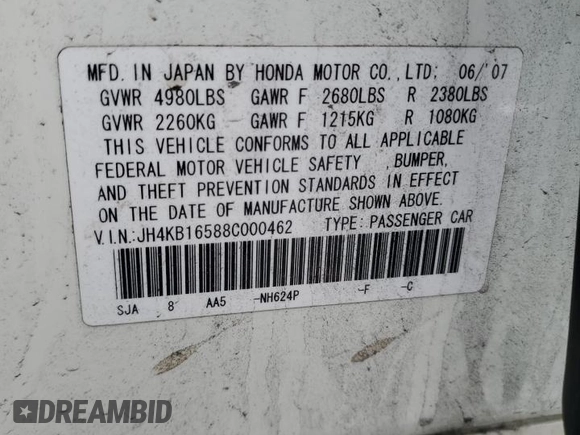 MFD. IN JAPAN BY HONDA MOTOR CO.,LTD; 06/'07
GVWR 4980LBS GAWR F 2680LBS R 2380LBS
GVWR 2260KG GAWR F 1215KG R 1080KG
THIS VEHICLE CONFORMS TO ALL APPLICABLE
FEDERAL MOTOR VEHICLE SAFETY ,BUMPER,
AND THEFT PREVENTION STANDARDS IN EFFECT
ON THE DATE OF MANUFACTURE SHOWN ABOVE.
V.I.N.:JH4KB16588C000462 TYPE: PASSENGER CAR
SJA 8 AA5 -NH624P -F -C
DREAMBID